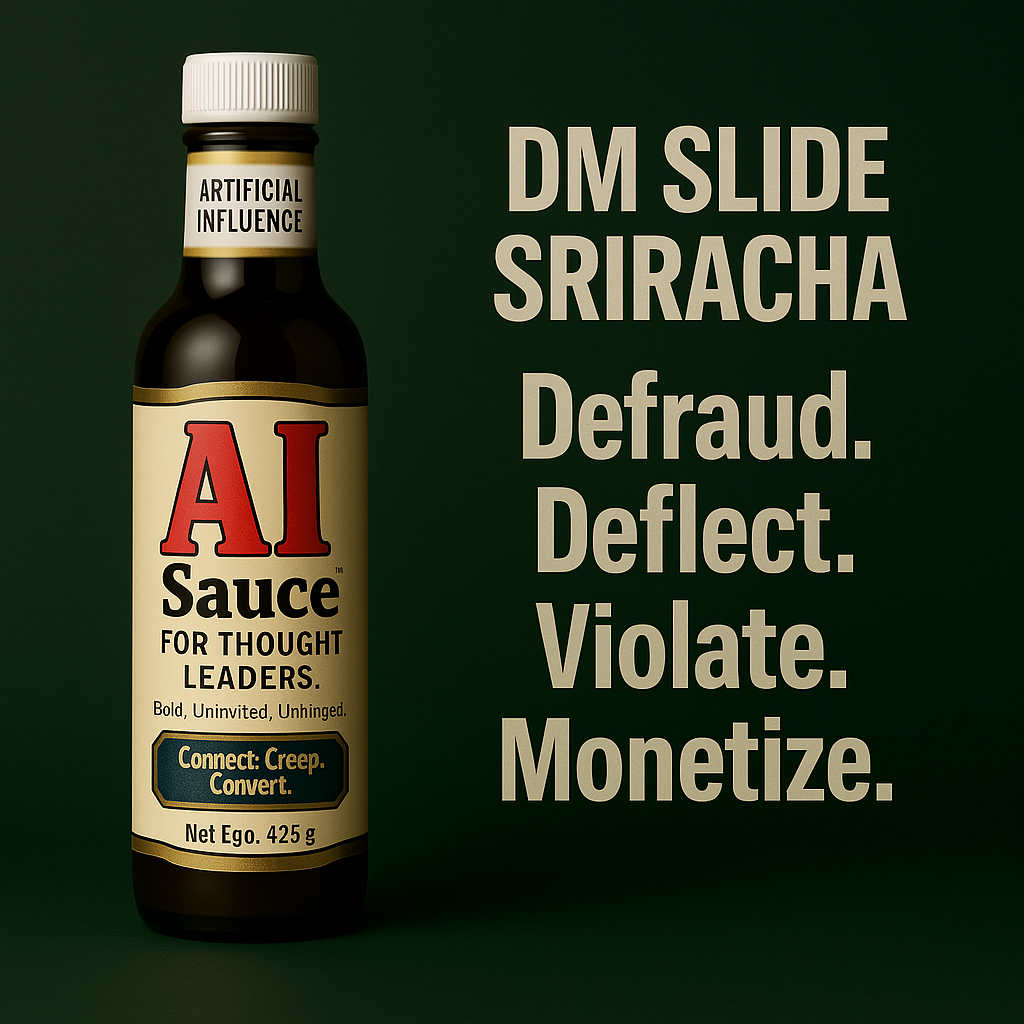 ARTIFICIAL
INFLUENCE
AI
Sauce™
FOR THOUGHT
LEADERS.
Bold, Uninvited, Unhinged.
Connect: Creep.
Convert.
Net Ego. 425 g
DM SLIDE
SRIRACHA
Defraud.
Deflect.
Violate.
Monetize.